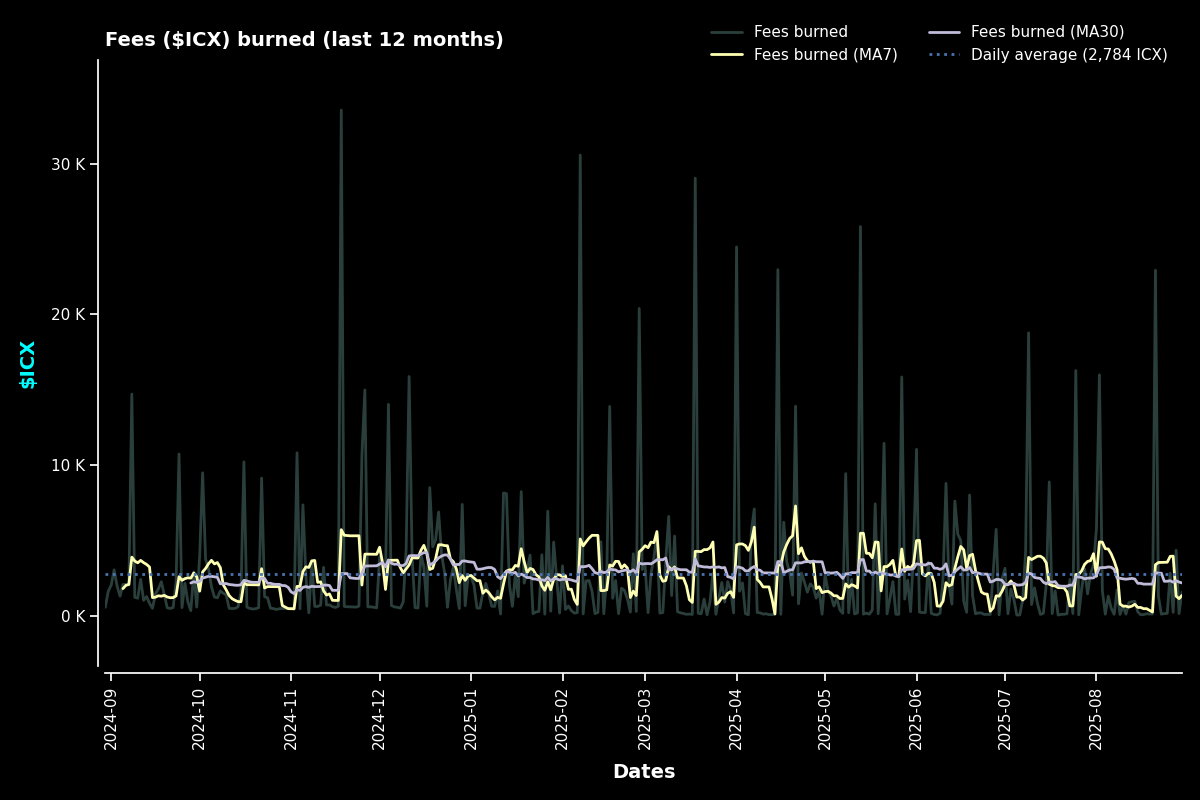 Fees ($ICX) burned (last 12 months)
Fees burned
Fees burned (MA7)
Fees burned (MA30)
Daily average (2,784 ICX)
$ICX
30 K
20 K
10 K
0 K
2024-09
2024-10
2024-11
2024-12
2025-01
2025-02
2025-03
2025-04
2025-05
2025-06
2025-07
2025-08
Dates